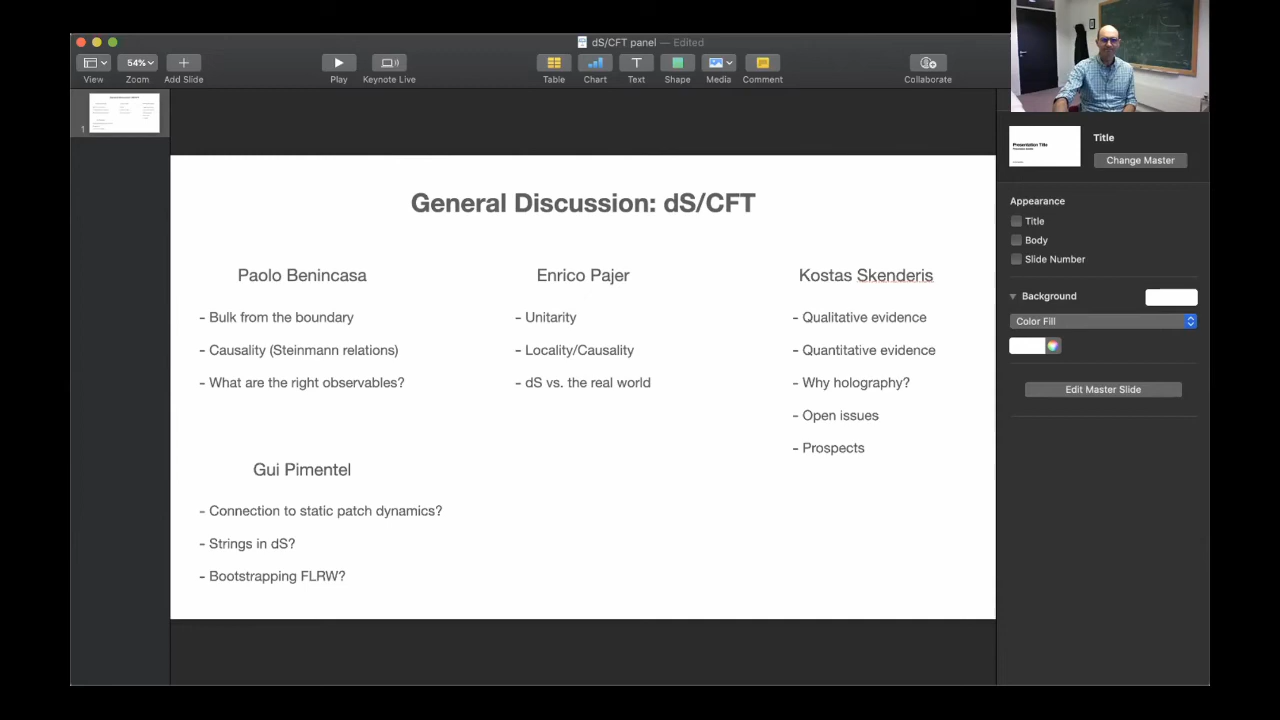 dS/CFT panel — Edited
54%
View
Zoom
Add Slide
Play
Keynote Live
Table
Chart
Text
Shape
Media
Comment
Collaborate
1
General Discussion: dS/CFT
Paolo Benincasa
- Bulk from the boundary
- Causality (Steinmann relations)
- What are the right observables?
Enrico Pajer
- Unitarity
- Locality/Causality
- dS vs. the real world
Kostas Skenderis
- Qualitative evidence
- Quantitative evidence
- Why holography?
- Open issues
- Prospects
Gui Pimentel
- Connection to static patch dynamics?
- Strings in dS?
- Bootstrapping FLRW?
Presentation Title
Title
Change Master
Appearance
Title
Body
Slide Number
Background
Color Fill
Edit Master Slide